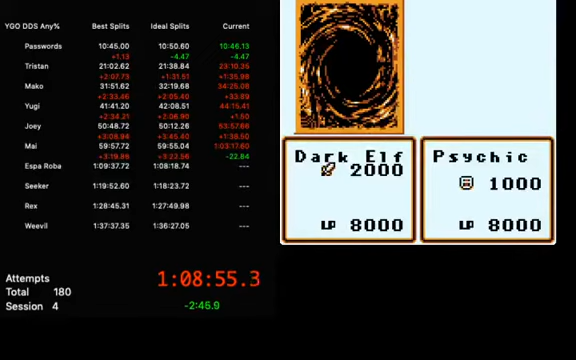 YGO DDS Any% Best Splits Ideal Splits Current
Passwords 10:45.00 10:50.60 10:46.13
+1.13 -4.47 -4.47
Tristan 21:02.62 21:38.84 23:10.35
+2:07.73 +1:31.51 +1:35.98
Mako 31:51.62 32:19.68 34:25.08
+2:33.46 +2:05.40 +33.89
Yugi 41:41.20 42:08.51 44:15.41
+2:34.21 +2:06.90 +1.50
Joey 50:48.72 50:12.26 53:57.66
+3:08.94 +3:45.40 +1:38.50
Mai 59:57.72 59:55.04 1:03:17.60
+3:19.88 +3:22.56 -22.84
Espa Roba 1:09:37.72 1:08:18.74 ---
Seeker 1:19:52.60 1:18:23.72 ---
Rex 1:28:45.31 1:27:49.98 ---
Weevil 1:37:37.35 1:36:27.05 ---
Attempts
Total 180
Session 4
1:08:55.3
-2:45.9
Dark Elf
2000
LP 8000
Psychic
1000
LP 8000